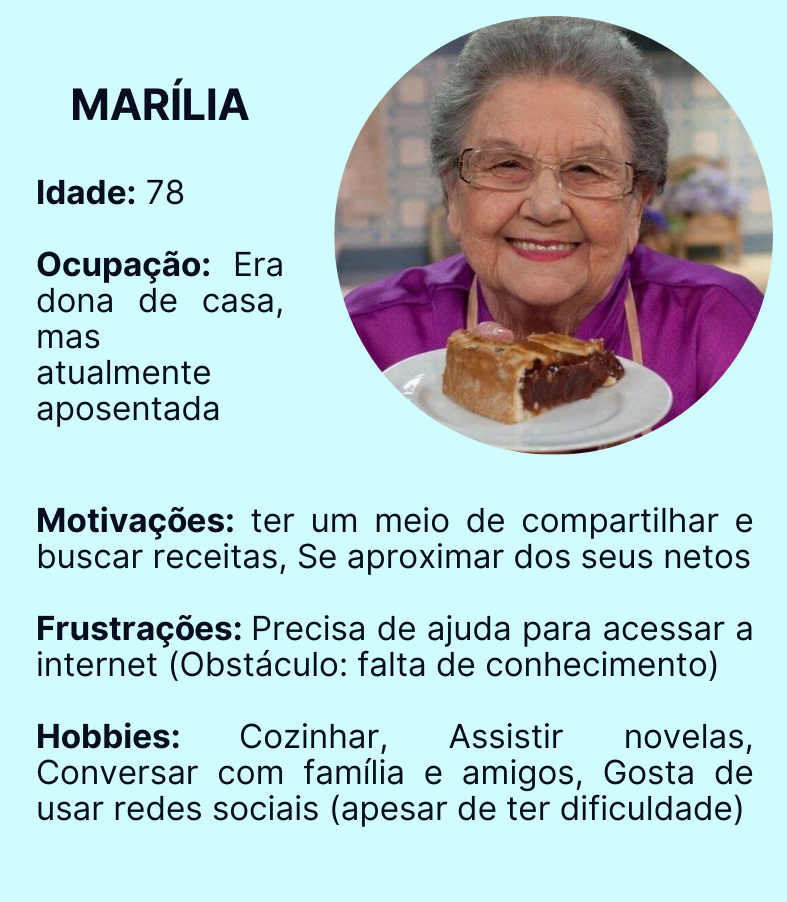 MARÍLIA
Idade: 78
Ocupação: Era
dona de casa,
mas
atualmente
aposentada
Motivações: ter um meio de compartilhar e
buscar receitas, Se aproximar dos seus netos
Frustrações: Precisa de ajuda para acessar a
internet (Obstáculo: falta de conhecimento)
Hobbies: Cozinhar, Assistir novelas,
Conversar com família e amigos, Gosta de
usar redes sociais (apesar de ter dificuldade)